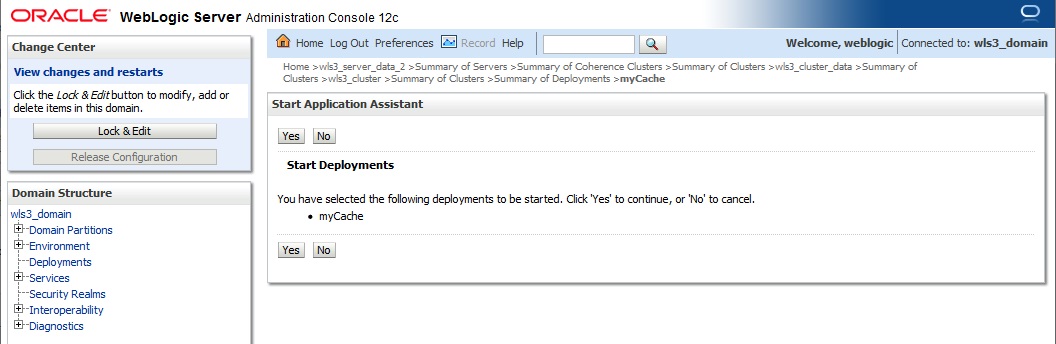 ORACLE® WebLogic Server Administration Console 12c
Change Center
View changes and restarts
Click the Lock & Edit button to modify, add or
delete items in this domain.
Lock & Edit
Release Configuration
Domain Structure
wls3_domain
Domain Partitions
Environment
Deployments
Services
Security Realms
Interoperability
Diagnostics
Home Log Out Preferences Record Help
Welcome, weblogic Connected to: wls3_domain
Home >wls3_server_data_2 >Summary of Servers >Summary of Coherence Clusters >Summary of Clusters >wls3_cluster_data >Summary of
Clusters >wls3_cluster >Summary of Clusters >Summary of Deployments >myCache
Start Application Assistant
Yes No
Start Deployments
You have selected the following deployments to be started. Click 'Yes' to continue, or 'No' to cancel.
• myCache
Yes No